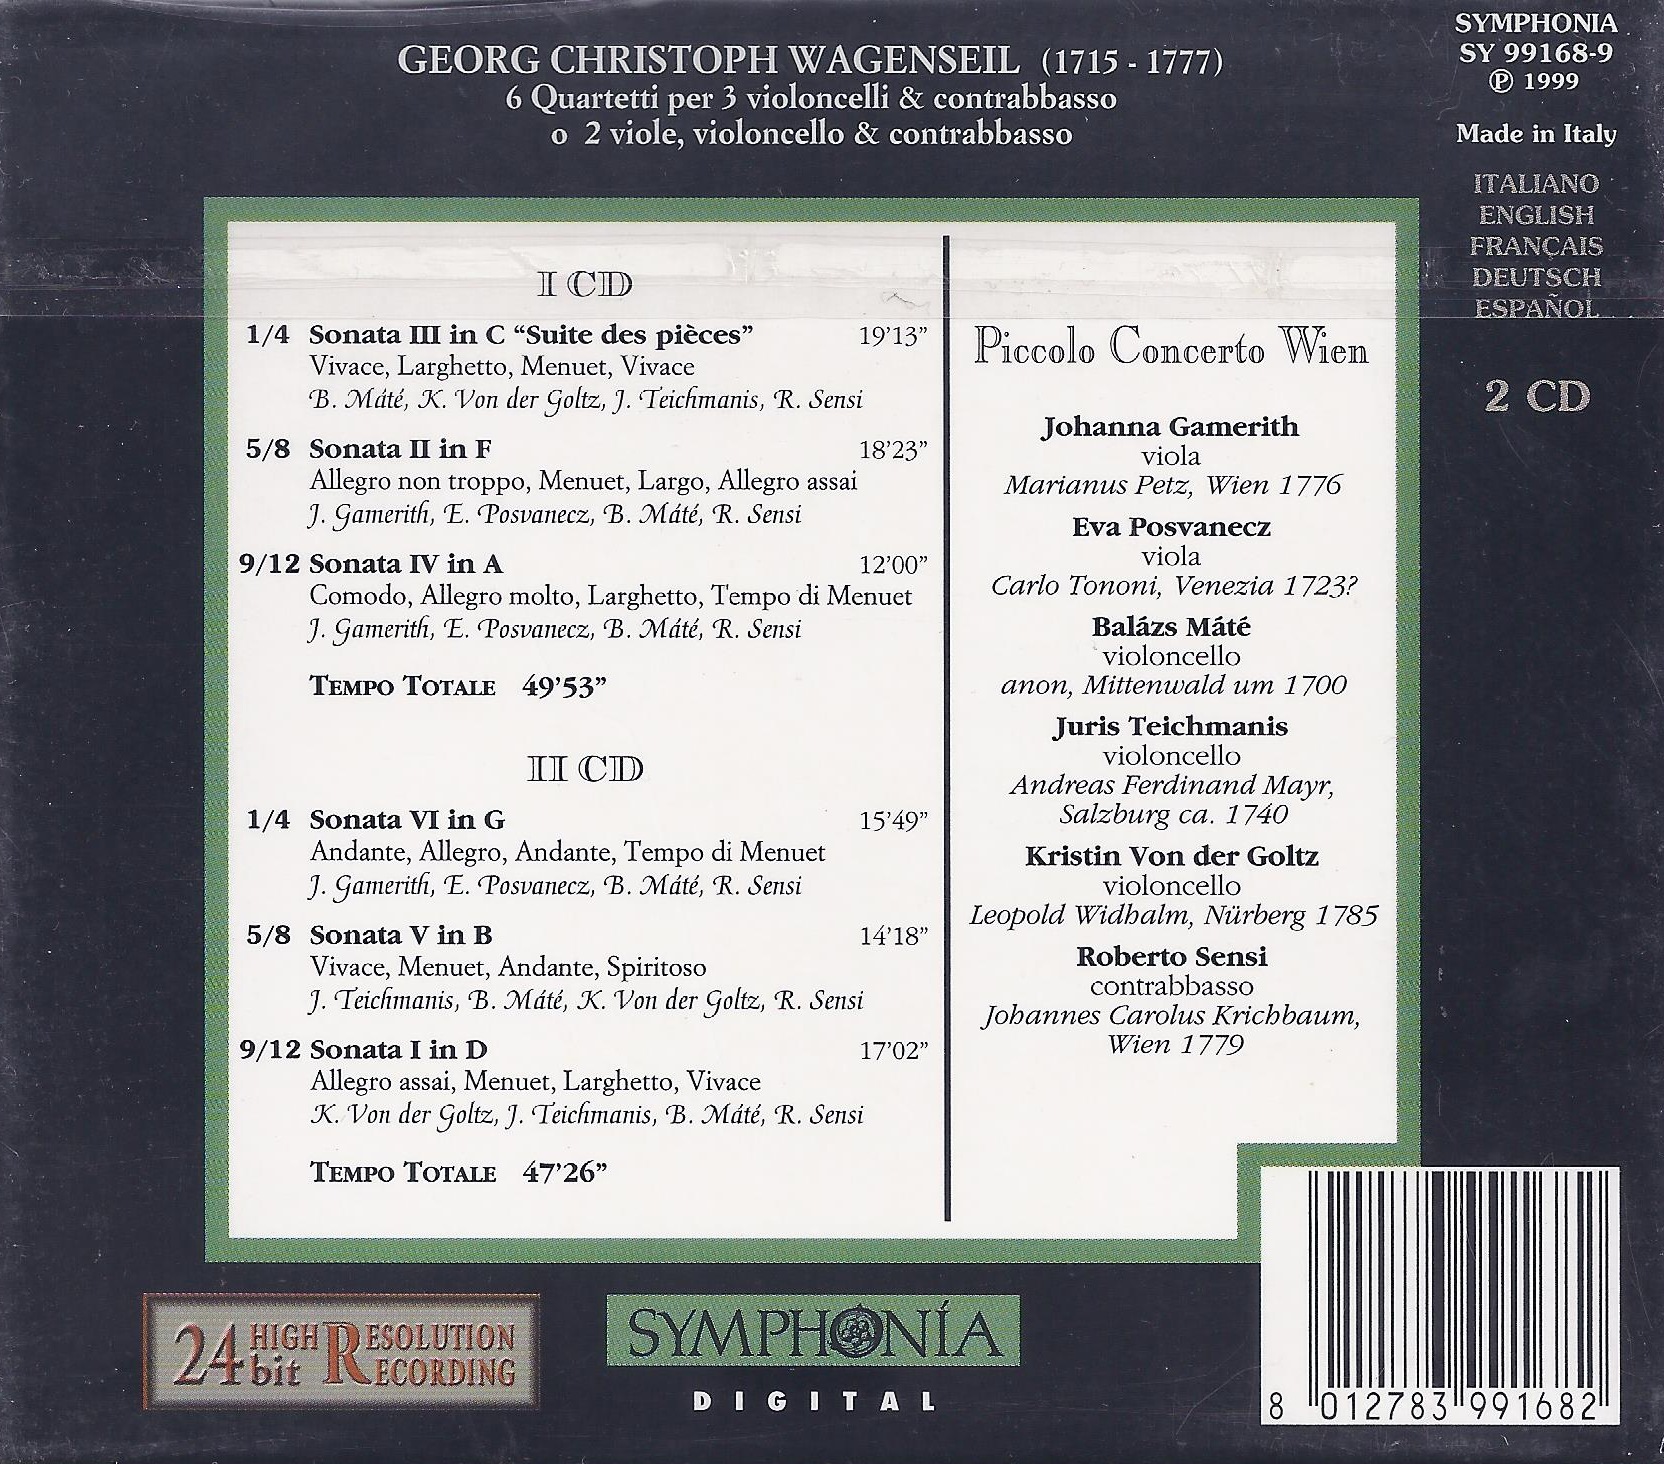 GEORG CHRISTOPH WAGENSEIL (1715 - 1777)
6 Quartetti per 3 violoncelli & contrabbasso
o 2 viole, violoncello & contrabbasso
SYMPHONIA
SY 99168-9
℗ 1999
Made in Italy
ITALIANO
ENGLISH
FRANÇAIS
DEUTSCH
ESPAÑOL
2 CD
I CD
1/4 Sonata III in C “Suite des pièces” 19’13”
Vivace, Larghetto, Menuet, Vivace
B. Máté, K. Von der Goltz, J. Teichmanis, R. Sensi
5/8 Sonata II in F 18’23”
Allegro non troppo, Menuet, Largo, Allegro assai
J. Gamerith, E. Posvanecz, B. Máté, R. Sensi
9/12 Sonata IV in A 12’00”
Comodo, Allegro molto, Larghetto, Tempo di Menuet
J. Gamerith, E. Posvanecz, B. Máté, R. Sensi
TEMPO TOTALE 49’53”
II CD
1/4 Sonata VI in G 15’49”
Andante, Allegro, Andante, Tempo di Menuet
J. Gamerith, E. Posvanecz, B. Máté, R. Sensi
5/8 Sonata V in B 14’18”
Vivace, Menuet, Andante, Spiritoso
J. Teichmanis, B. Máté, K. Von der Goltz, R. Sensi
9/12 Sonata I in D 17’02”
Allegro assai, Menuet, Larghetto, Vivace
K. Von der Goltz, J. Teichmanis, B. Máté, R. Sensi
TEMPO TOTALE 47’26”
Piccolo Concerto Wien
Johanna Gamerith
viola
Marianus Petz, Wien 1776
Eva Posvanecz
viola
Carlo Tononi, Venezia 1723?
Balázs Máté
violoncello
anon, Mittenwald um 1700
Juris Teichmanis
violoncello
Andreas Ferdinand Mayr,
Salzburg ca. 1740
Kristin Von der Goltz
violoncello
Leopold Widhalm, Nürberg 1785
Roberto Sensi
contrabbasso
Johannes Carolus Krichbaum,
Wien 1779
24 bit HIGH RESOLUTION RECORDING
SYMPHONÍA
DIGITAL
8 012783 991682